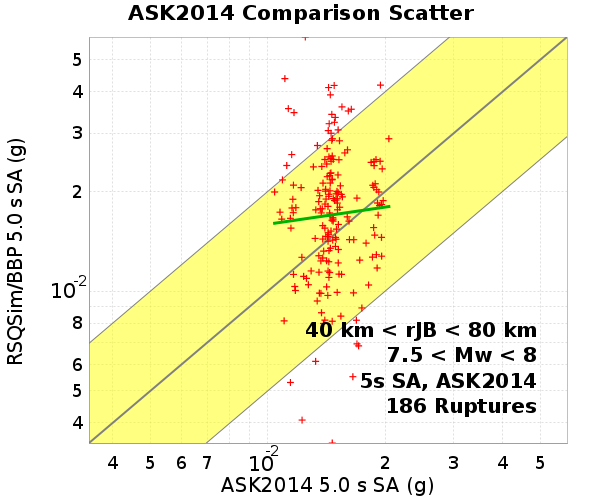 ASK2014 Comparison Scatter
RSQSim/BBP 5.0 s SA (g)
5
4
3
2
10-2
8
6
5
4
40 km < rJB < 80 km
7.5 < Mw < 8
5s SA, ASK2014
186 Ruptures
4 5 6 7 10-2 2 3 4 5
ASK2014 5.0 s SA (g)